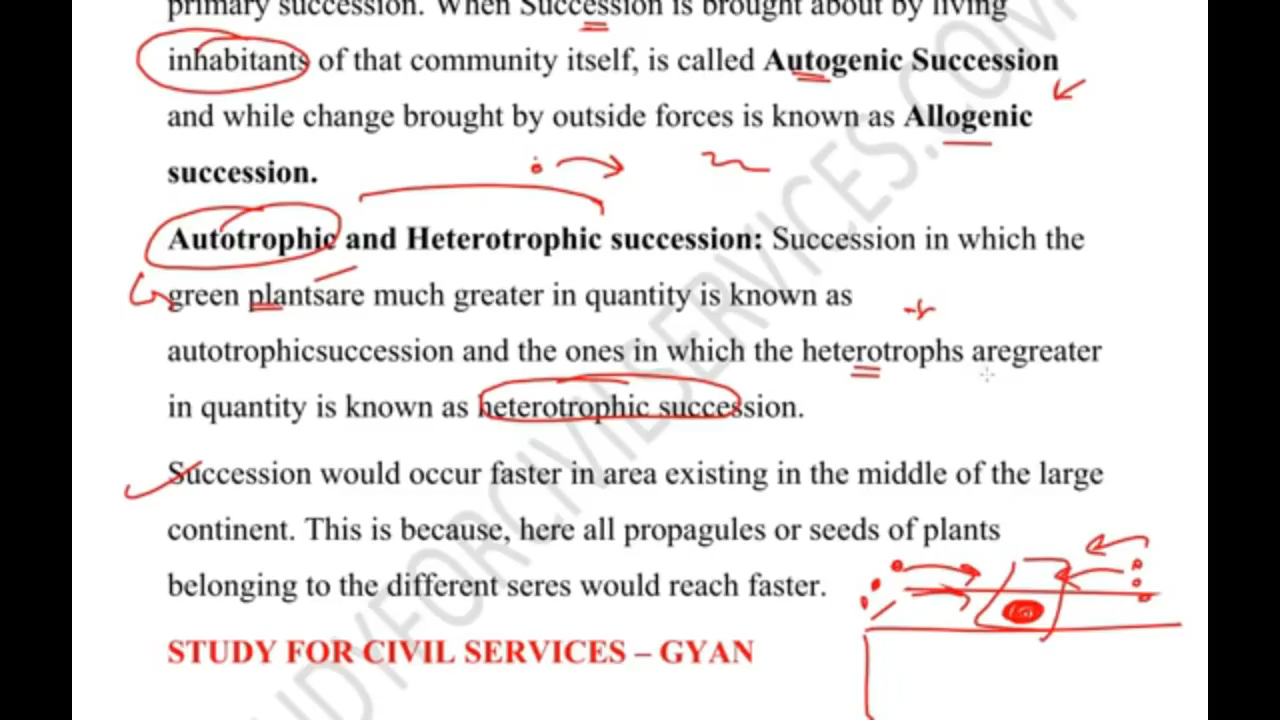 primary succession. When Succession is brought about by living
inhabitants of that community itself, is called Autogenic Succession
and while change brought by outside forces is known as Allogenic
succession.
Autotrophic and Heterotrophic succession: Succession in which the
green plantsare much greater in quantity is known as
autotrophicsuccession and the ones in which the heterotrophs aregreater
in quantity is known as heterotrophic succession.
Succession would occur faster in area existing in the middle of the large
continent. This is because, here all propagules or seeds of plants
belonging to the different seres would reach faster.
STUDY FOR CIVIL SERVICES – GYAN
UDYFORCIVILSERVICES.COM